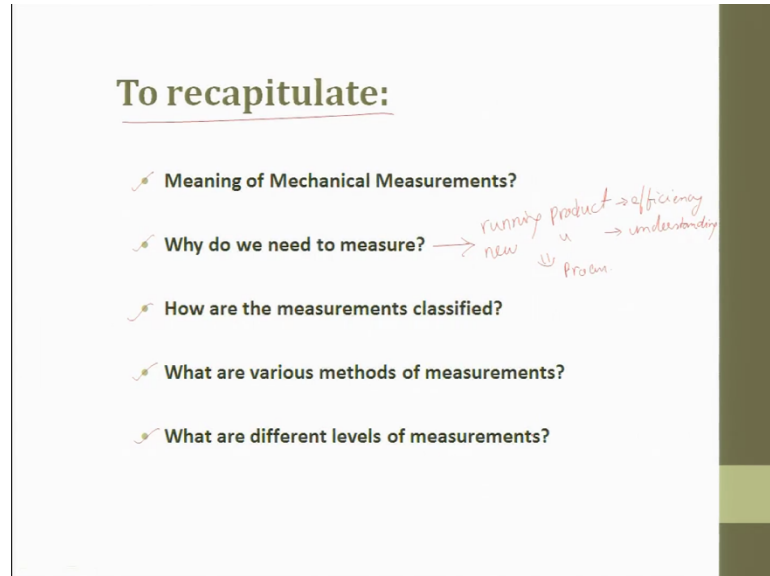 To recapitulate:
Meaning of Mechanical Measurements?
Why do we need to measure?
running product → efficiency
new " → understanding
How are the measurements classified?
What are various methods of measurements?
What are different levels of measurements?